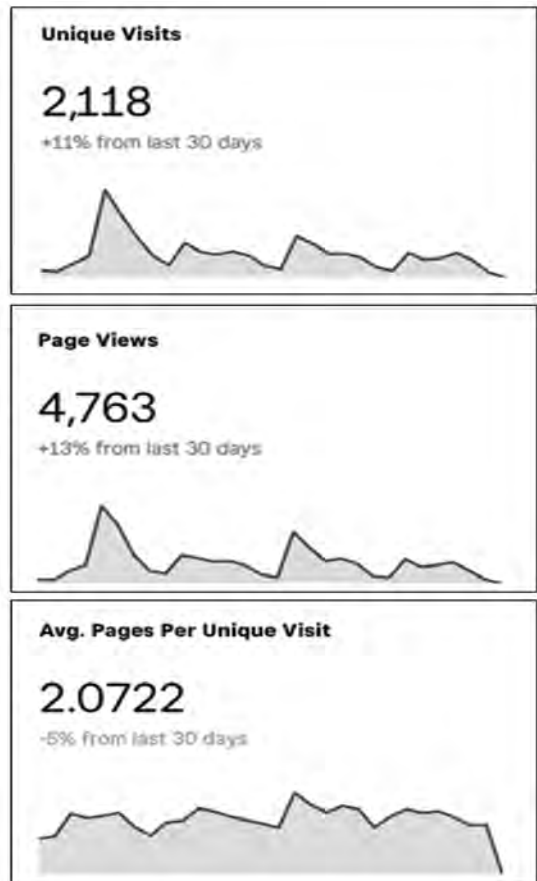 Unique Visits
2,118
+11% from last 30 days
Page Views
4,763
+13% from last 30 days
Avg. Pages Per Unique Visit
2.0722
-5% from last 30 days